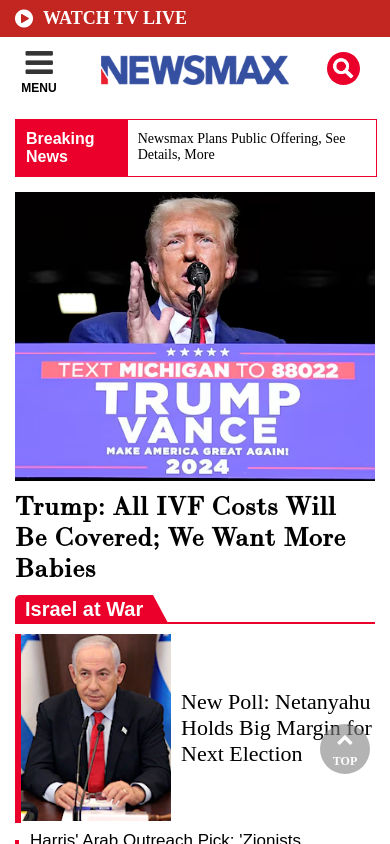 WATCH TV LIVE
MENU
NEWSMAX
Breaking
News
Newsmax Plans Public Offering, See
Details, More
TEXT MICHIGAN TO 88022
TRUMP
VANCE
MAKE AMERICA GREAT AGAIN!
2024
Trump: All IVF Costs Will
Be Covered; We Want More
Babies
Israel at War
New Poll: Netanyahu
Holds Big Margin for
Next Election
TOP
Harris' Arab Outreach Pick: 'Zionists